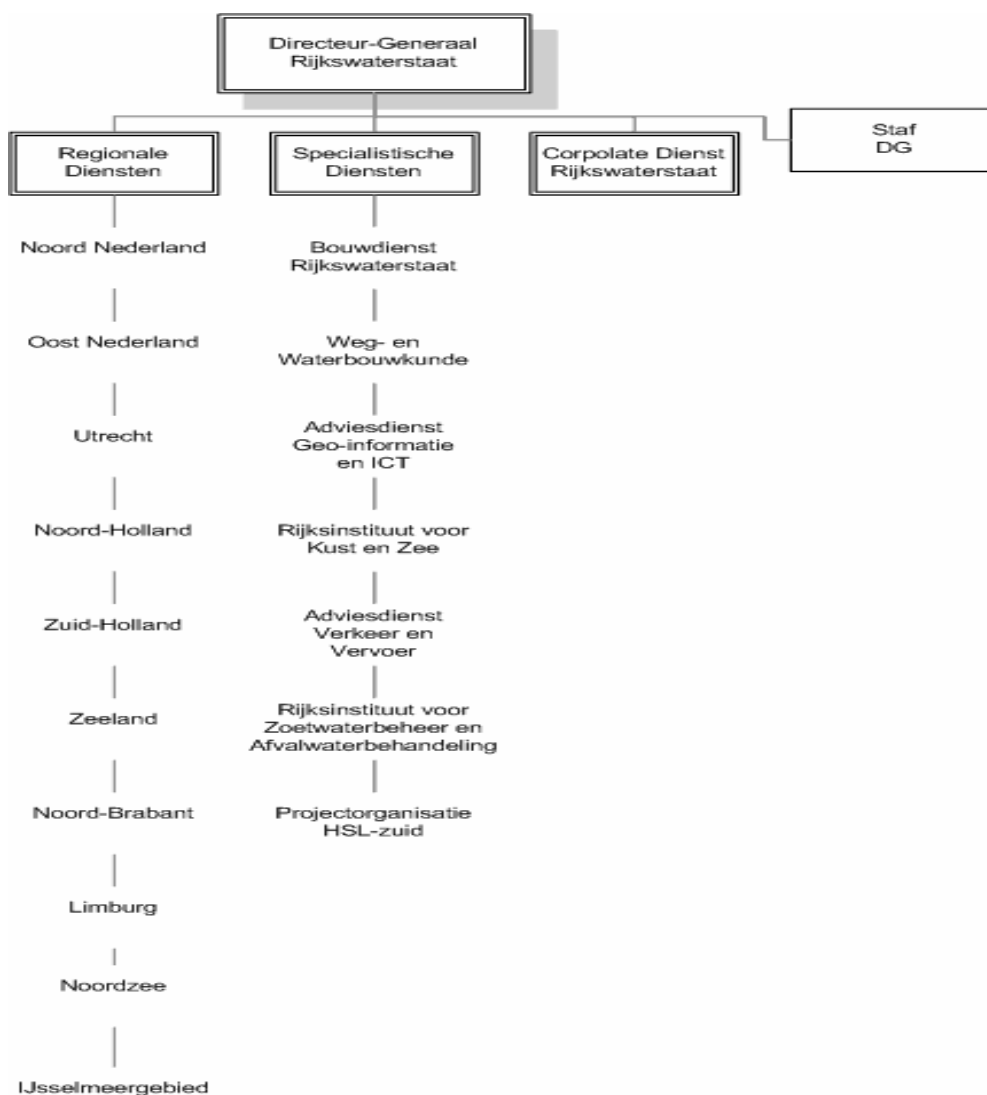 Directeur-Generaal
Rijkswaterstaat
Regionale
Diensten
Specialistische
Diensten
Corpolate Dienst
Rijkswaterstaat
Staf
DG
Noord Nederland
Oost Nederland
Utrecht
Noord-Holland
Zuid-Holland
Zeeland
Noord-Brabant
Limburg
Noordzee
IJsselmeergebied
Bouwdienst
Rijkswaterstaat
Weg- en
Waterbouwkunde
Adviesdienst
Geo-informatie
en ICT
Rijksinstituut voor
Kust en Zee
Adviesdienst
Verkeer en
Vervoer
Rijksinstituut voor
Zoetwaterbeheer en
Afvalwaterbehandeling
Projectorganisatie
HSL-zuid